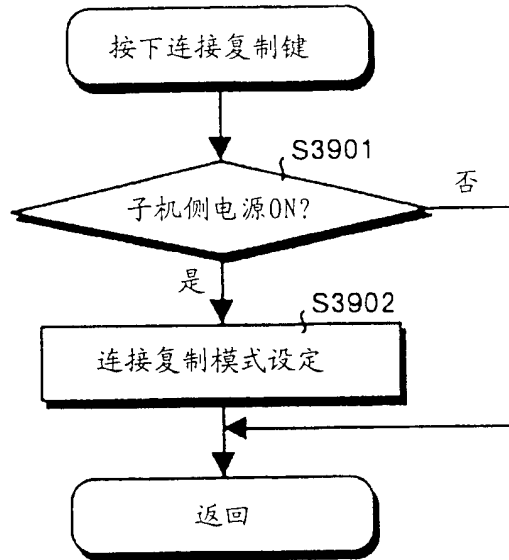 按下连接复制键
S3901
子机侧电源ON?
否
是
S3902
连接复制模式设定
返回